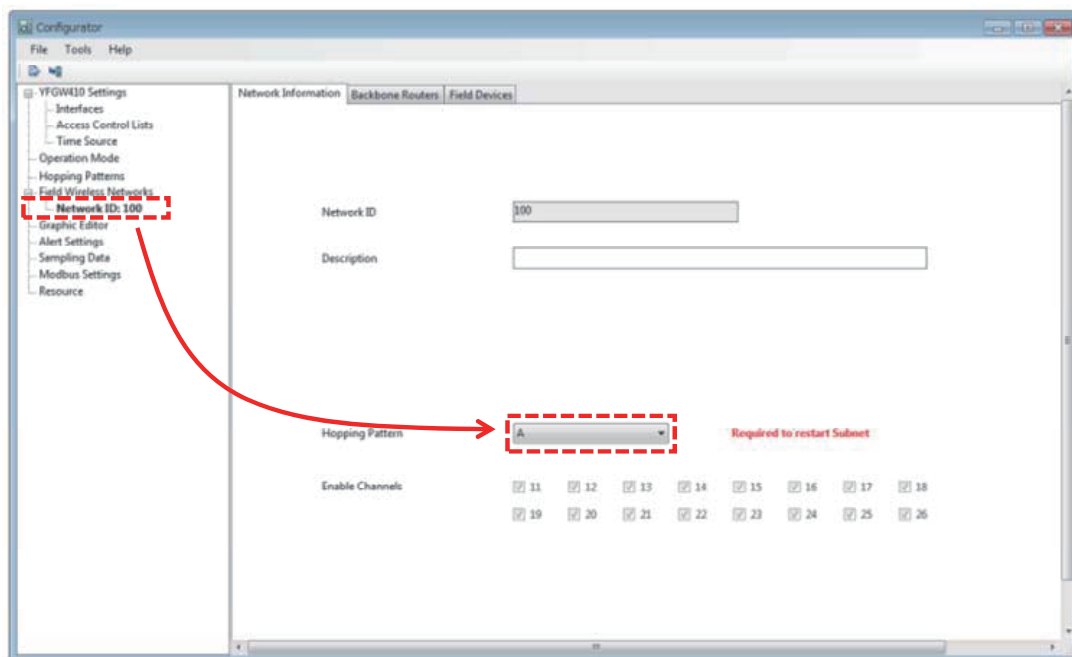 Configurator
File Tools Help
YFGW410 Settings
Interfaces
Access Control Lists
Time Source
Operation Mode
Hopping Patterns
Field Wireless Networks
Network ID: 100
Graphic Editor
Alert Settings
Sampling Data
Modbus Settings
Resource
Network Information Backbone Routers Field Devices
Network ID 100
Description
Hopping Pattern A Required to restart Subnet
Enable Channels 11 12 13 14 15 16 17 18
19 20 21 22 23 24 25 26